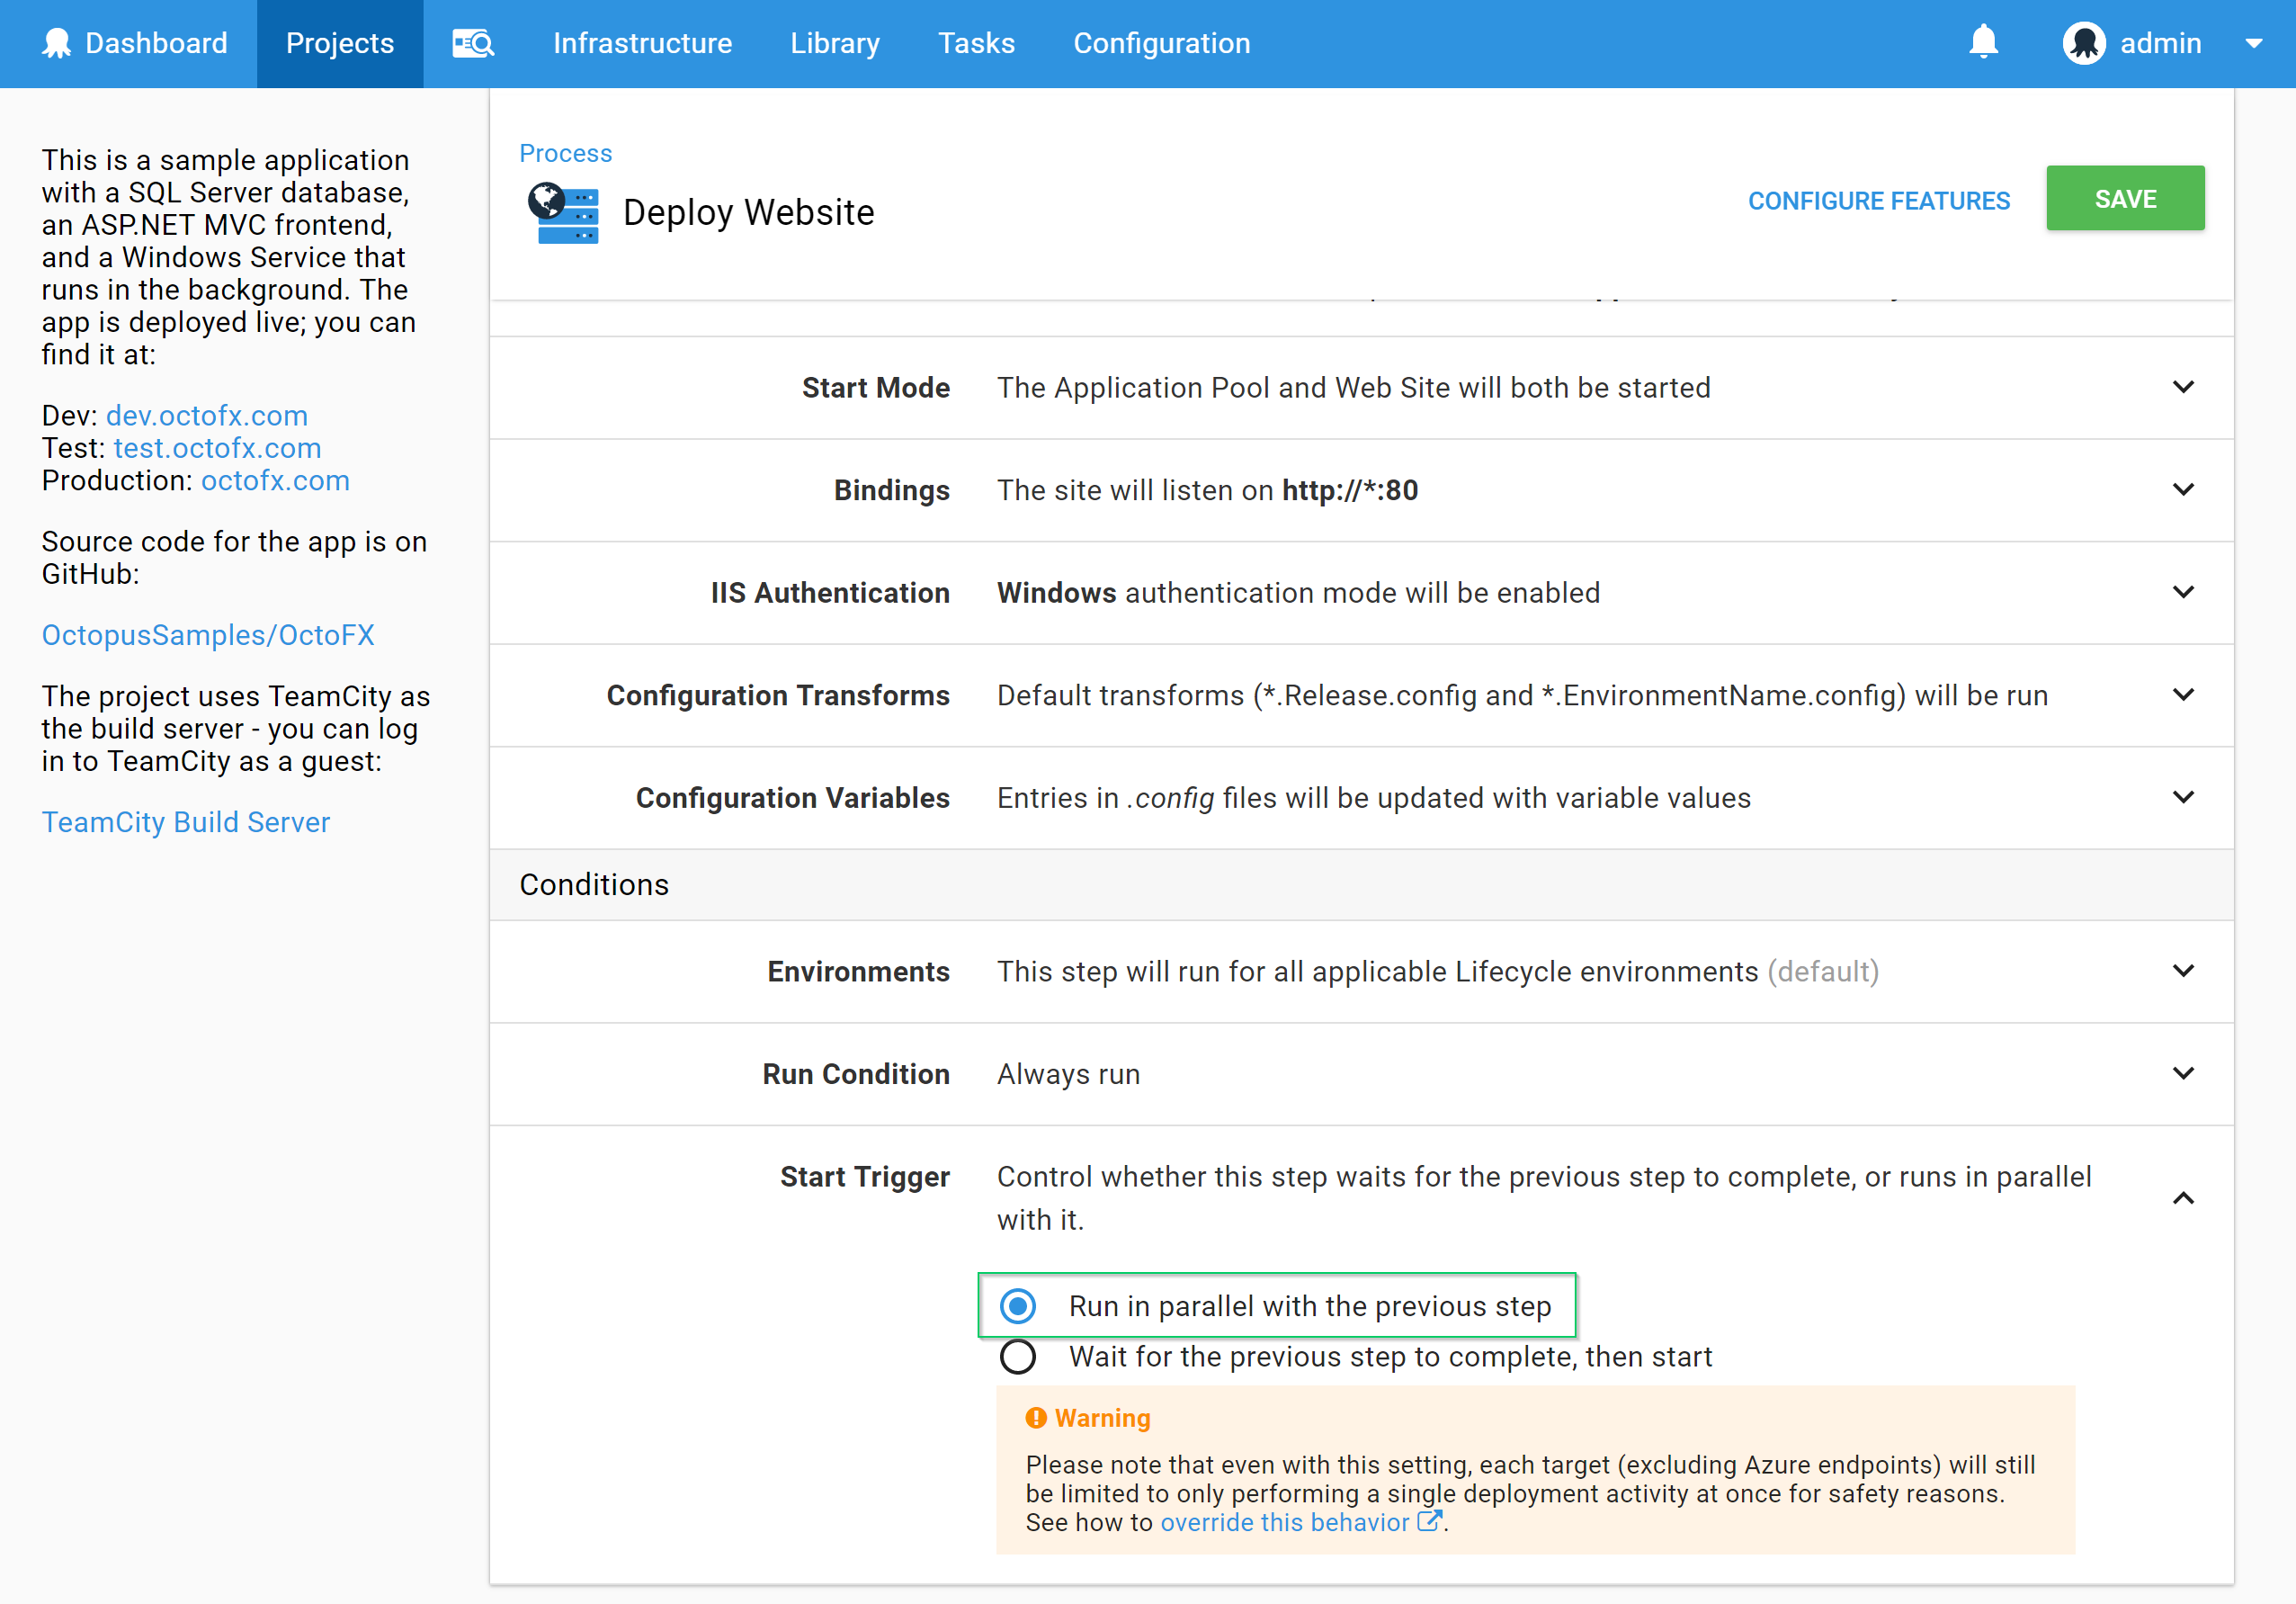 Dashboard Projects Infrastructure Library Tasks Configuration admin
This is a sample application
with a SQL Server database,
an ASP.NET MVC frontend,
and a Windows Service that
runs in the background. The
app is deployed live; you can
find it at:
Dev: dev.octofx.com
Test: test.octofx.com
Production: octofx.com
Source code for the app is on
GitHub:
OctopusSamples/OctoFX
The project uses TeamCity as
the build server - you can log
in to TeamCity as a guest:
TeamCity Build Server
Process
Deploy Website
CONFIGURE FEATURES
SAVE
Start Mode The Application Pool and Web Site will both be started
Bindings The site will listen on http://*:80
IIS Authentication Windows authentication mode will be enabled
Configuration Transforms Default transforms (*.Release.config and *.EnvironmentName.config) will be run
Configuration Variables Entries in .config files will be updated with variable values
Conditions
Environments This step will run for all applicable Lifecycle environments (default)
Run Condition Always run
Start Trigger Control whether this step waits for the previous step to complete, or runs in parallel
with it.
Run in parallel with the previous step
Wait for the previous step to complete, then start
Warning
Please note that even with this setting, each target (excluding Azure endpoints) will still
be limited to only performing a single deployment activity at once for safety reasons.
See how to override this behavior.